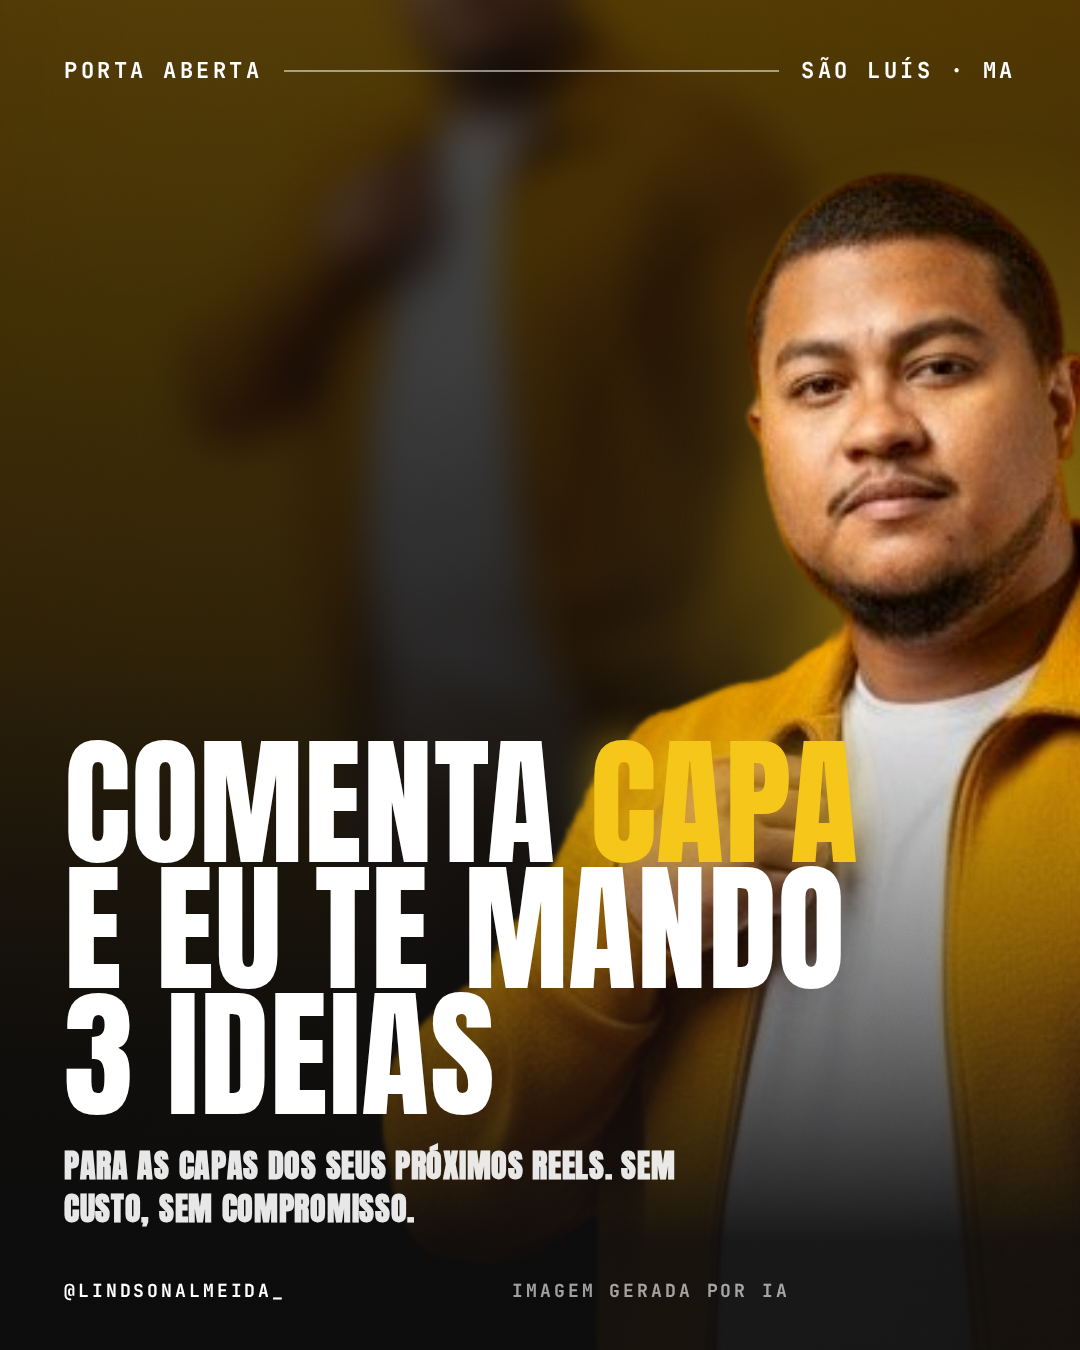 PORTA ABERTA
SÃO LUÍS · MA
COMENTA CAPA
E EU TE MANDO
3 IDEIAS
PARA AS CAPAS DOS SEUS PRÓXIMOS REELS. SEM
CUSTO, SEM COMPROMISSO.
@LINDSONALMEIDA_
IMAGEM GERADA POR IA